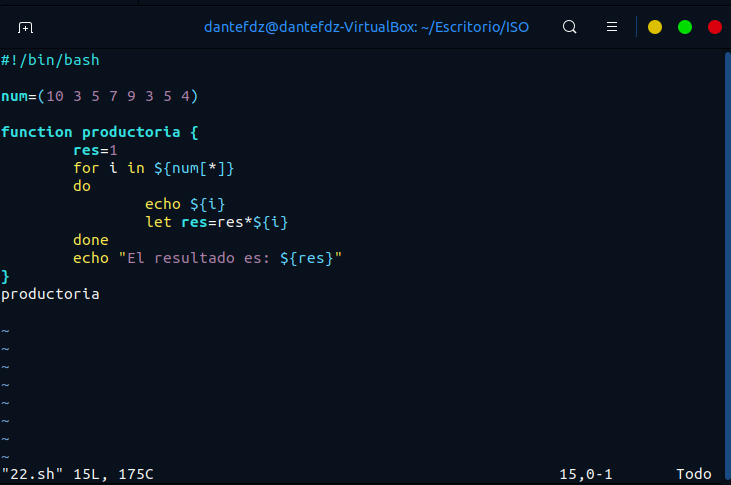 dantefdz@dantefdz-VirtualBox: ~/Escritorio/ISO
#!/bin/bash
num=(10 3 5 7 9 3 5 4)
function productoria {
        res=1
        for i in ${num[*]}
        do
                echo ${i}
                let res=res*${i}
        done
        echo "El resultado es: ${res}"
}
productoria
~
~
~
~
~
~
~
~
"22.sh" 15L, 175C 15,0-1 Todo